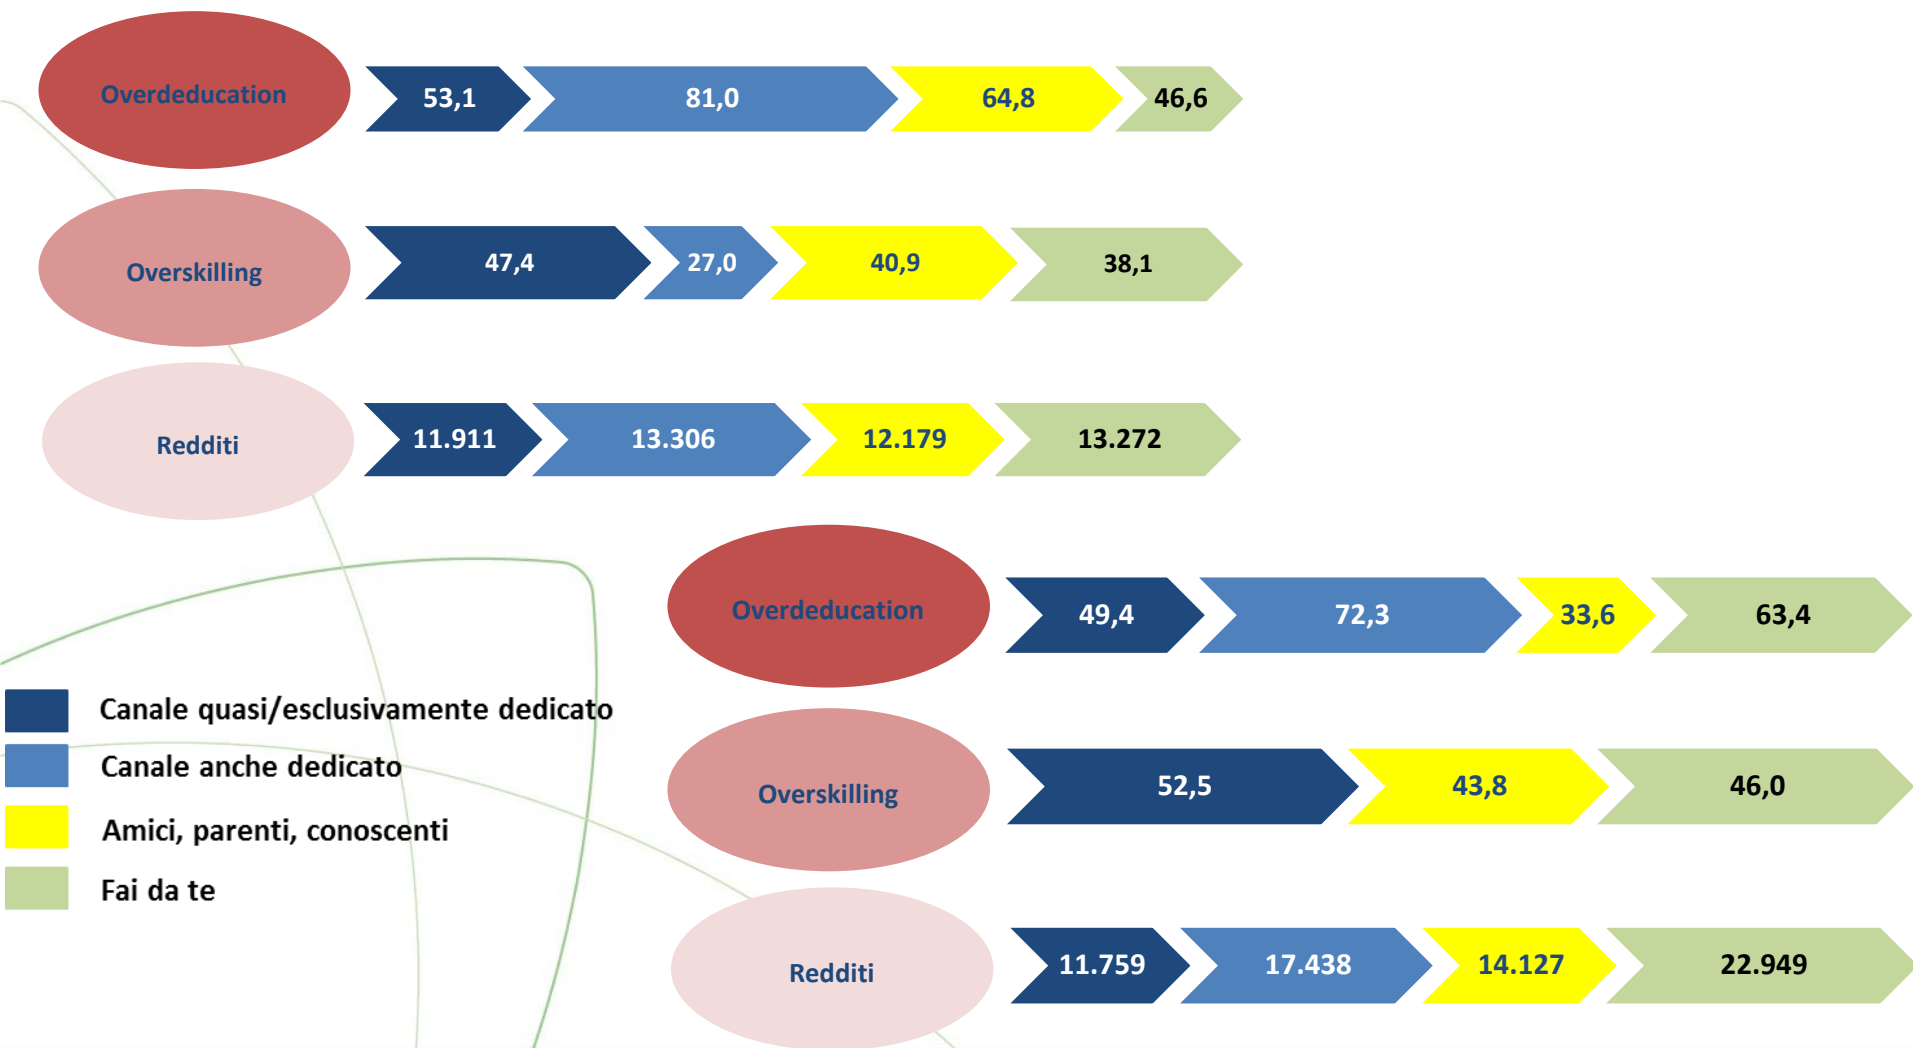 Overdeducation
53,1 81,0 64,8 46,6
Overskilling
47,4 27,0 40,9 38,1
Redditi
11.911 13.306 12.179 13.272
Overdeducation
49,4 72,3 33,6 63,4
Overskilling
52,5 43,8 46,0
Redditi
11.759 17.438 14.127 22.949
Canale quasi/esclusivamente dedicato
Canale anche dedicato
Amici, parenti, conoscenti
Fai da te